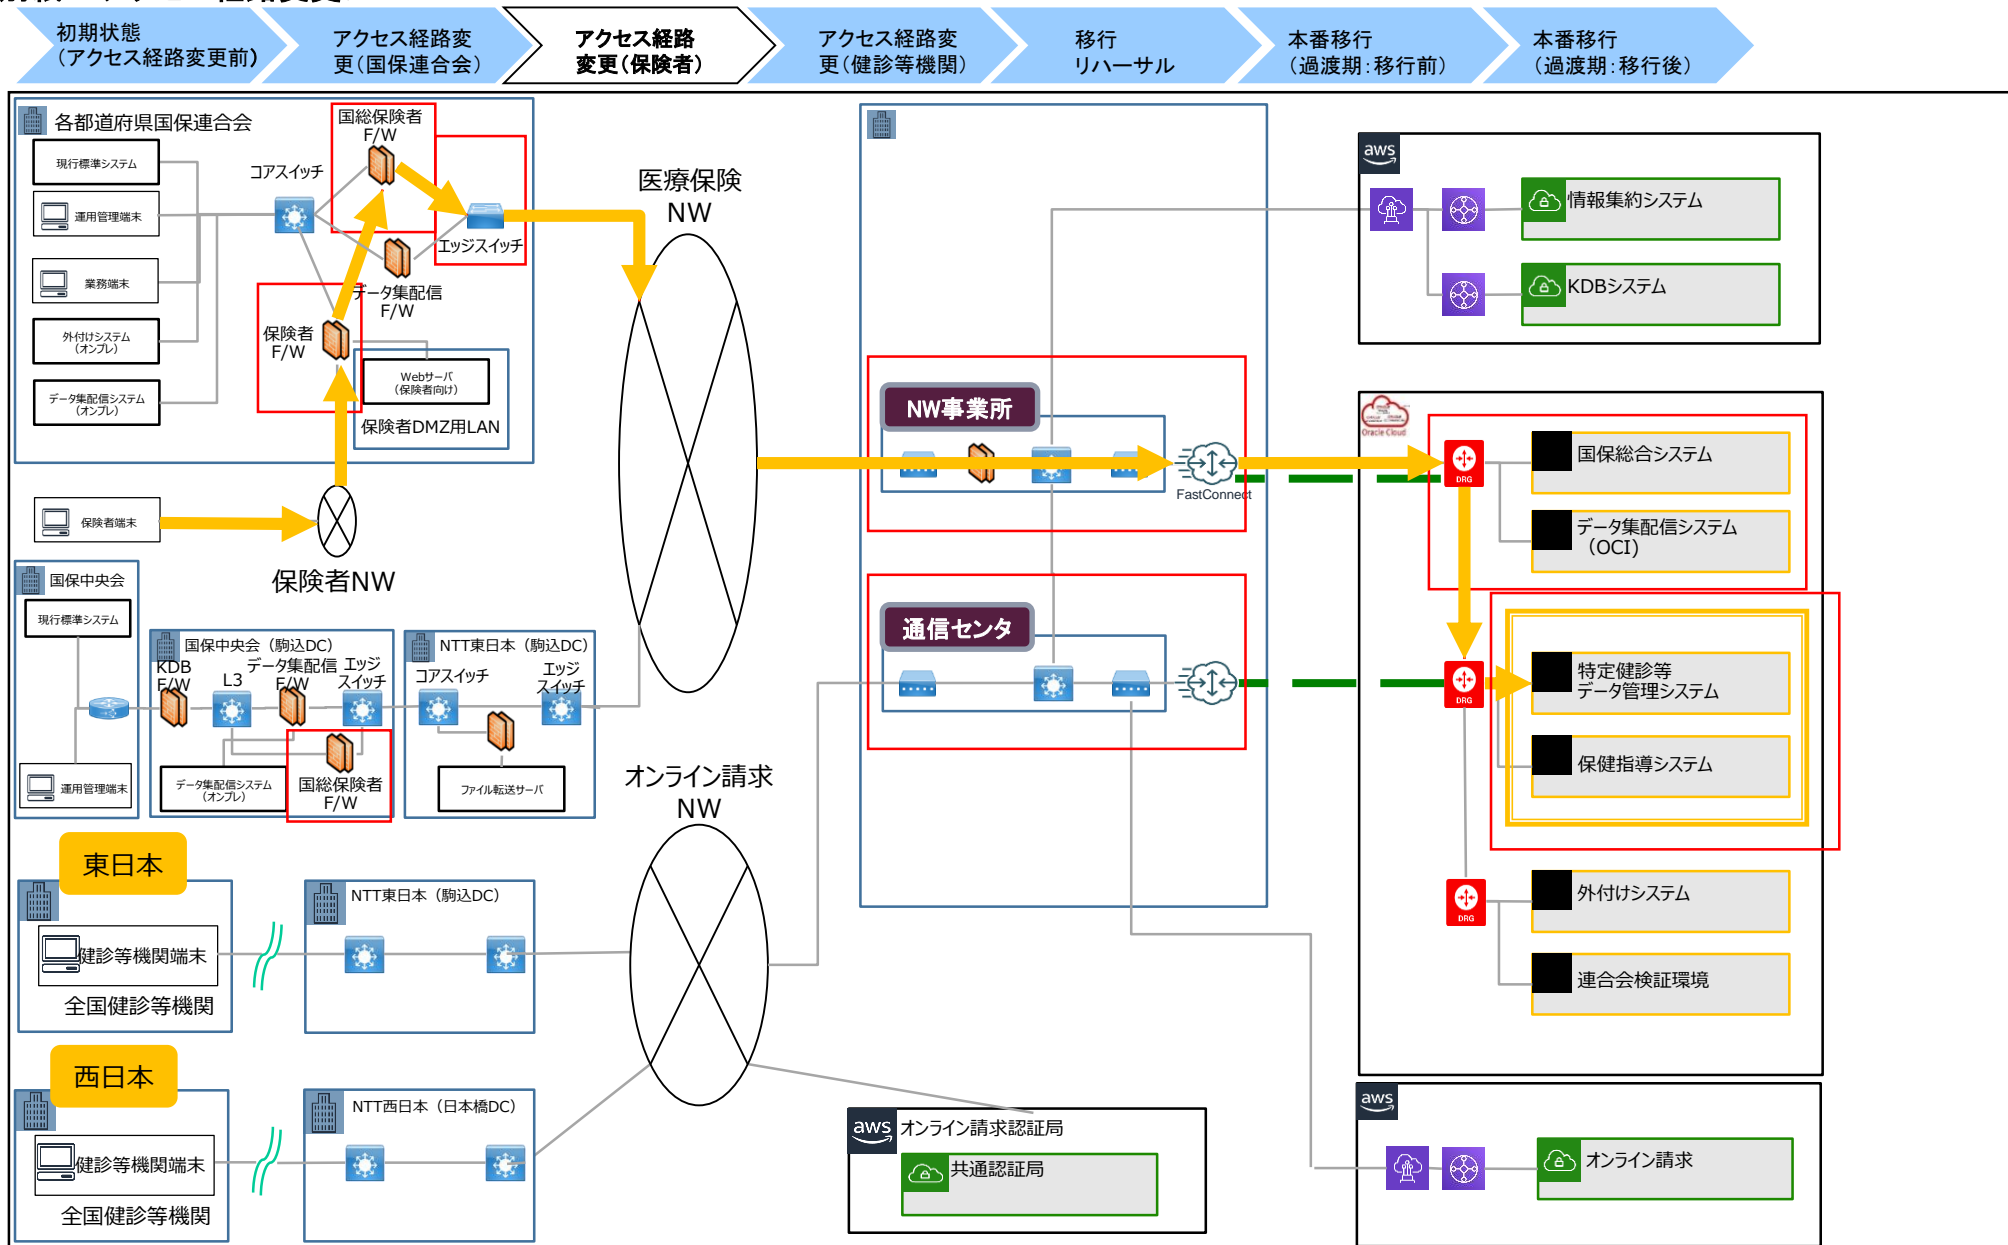 初期状態
（アクセス経路変更前）
アクセス経路変
更（国保連合会）
アクセス経路
変更（保険者）
アクセス経路変
更（健診等機関）
移行
リハーサル
本番移行
（過渡期：移行前）
本番移行
（過渡期：移行後）
各都道府県国保連合会
国総保険者
F/W
現行標準システム
コアスイッチ
運用管理端末
エッジスイッチ
業務端末
データ集配信
F/W
外付けシステム
（オンプレ）
保険者
F/W
Webサーバ
（保険者向け）
データ集配信システム
（オンプレ）
保険者DMZ用LAN
保険者端末
保険者NW
医療保険
NW
国保中央会
現行標準システム
運用管理端末
国保中央会（駒込DC）
KDB
F/W
L3
データ集配信
F/W
エッジ
スイッチ
データ集配信システム
（オンプレ）
国総保険者
F/W
NTT東日本（駒込DC）
コアスイッチ
エッジ
スイッチ
ファイル転送サーバ
オンライン請求
NW
東日本
健診等機関端末
全国健診等機関
NTT東日本（駒込DC）
西日本
健診等機関端末
全国健診等機関
NTT西日本（日本橋DC）
NW事業所
FastConnect
通信センタ
aws
オンライン請求認証局
共通認証局
aws
情報集約システム
KDBシステム
Oracle Cloud
DRG
国保総合システム
データ集配信システム
（OCI）
DRG
特定健診等
データ管理システム
保健指導システム
DRG
外付けシステム
連合会検証環境
aws
オンライン請求